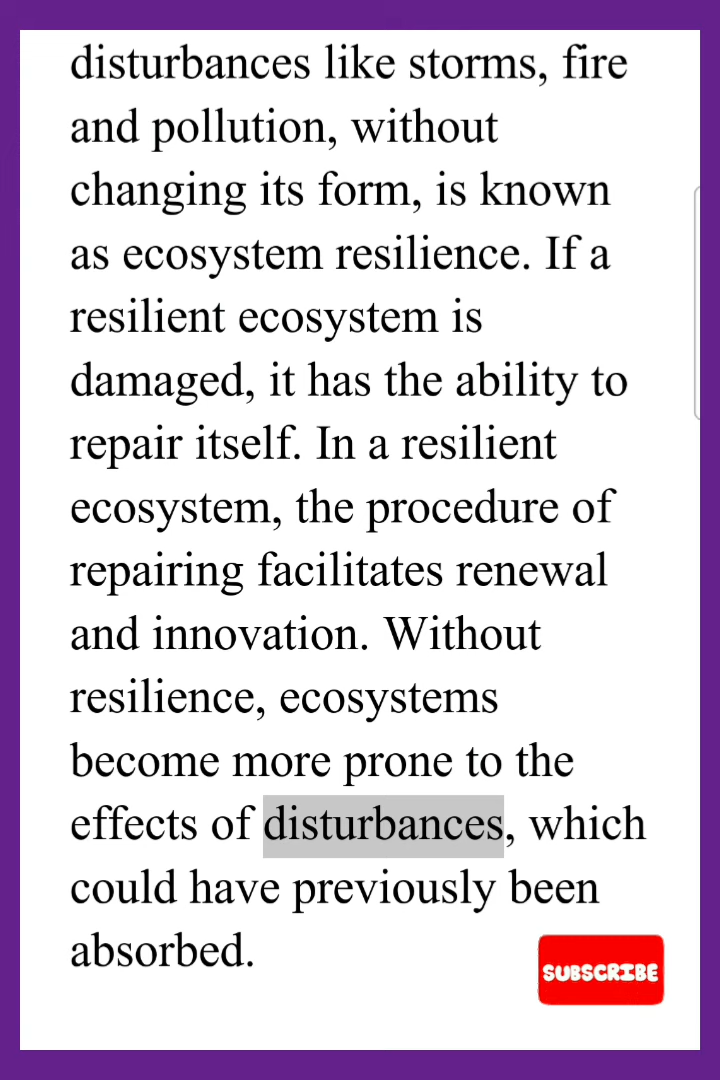 disturbances like storms, fire
and pollution, without
changing its form, is known
as ecosystem resilience. If a
resilient ecosystem is
damaged, it has the ability to
repair itself. In a resilient
ecosystem, the procedure of
repairing facilitates renewal
and innovation. Without
resilience, ecosystems
become more prone to the
effects of disturbances, which
could have previously been
absorbed.
SUBSCRIBE